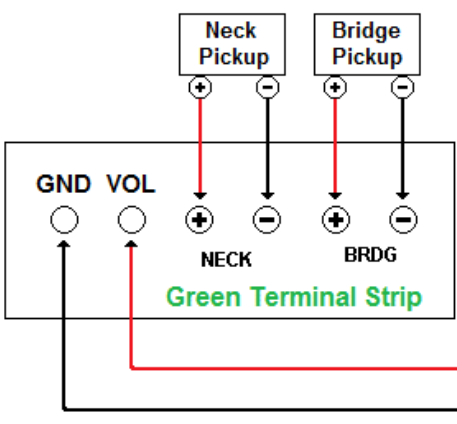 Neck
Pickup
Bridge
Pickup
+
-
+
-
GND VOL
+
-
+
-
NECK
BRDG
Green Terminal Strip